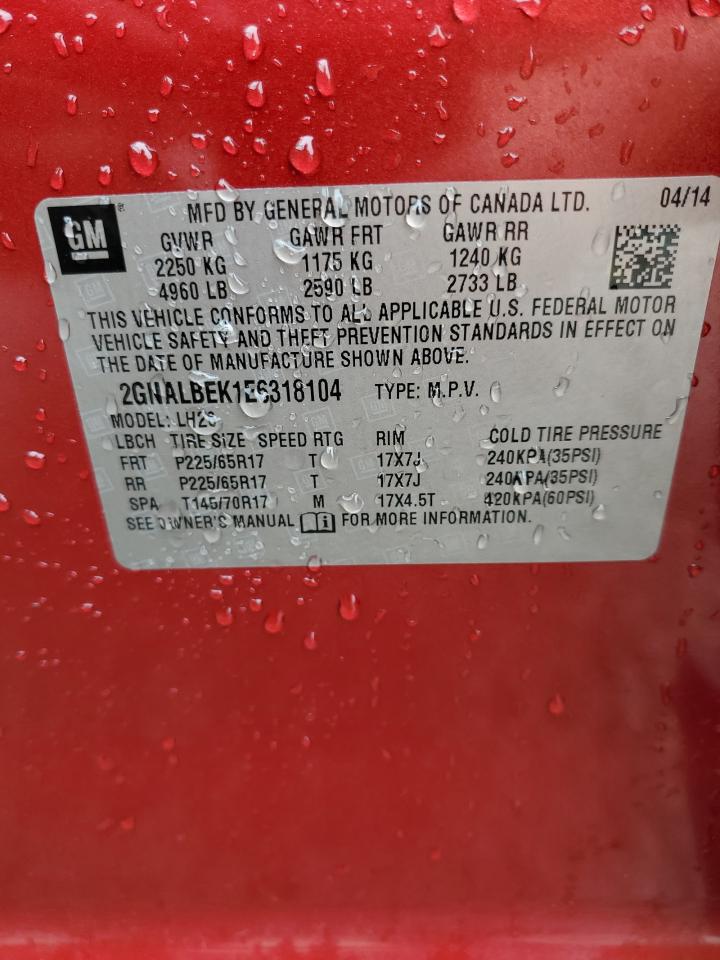 GM
MFD BY GENERAL MOTORS OF CANADA LTD. 04/14
GVWR GAWR FRT GAWR RR
2250 KG 1175 KG 1240 KG
4960 LB 2590 LB 2733 LB
THIS VEHICLE CONFORMS TO ALL APPLICABLE U.S. FEDERAL MOTOR
VEHICLE SAFETY AND THEFT PREVENTION STANDARDS IN EFFECT ON
THE DATE OF MANUFACTURE SHOWN ABOVE.
2GNALBEK1E6318104 TYPE: M.P.V.
MODEL:
LBCH TIRE SIZE SPEED RTG RIM COLD TIRE PRESSURE
FRT P225/65R17 T 17X7J 240KPA(35PSI)
RR P225/65R17 T 17X7J 240KPA(35PSI)
SPA T145/70R17 M 17X4.5T 420KPA(60PSI)
SEE OWNER'S MANUAL FOR MORE INFORMATION.